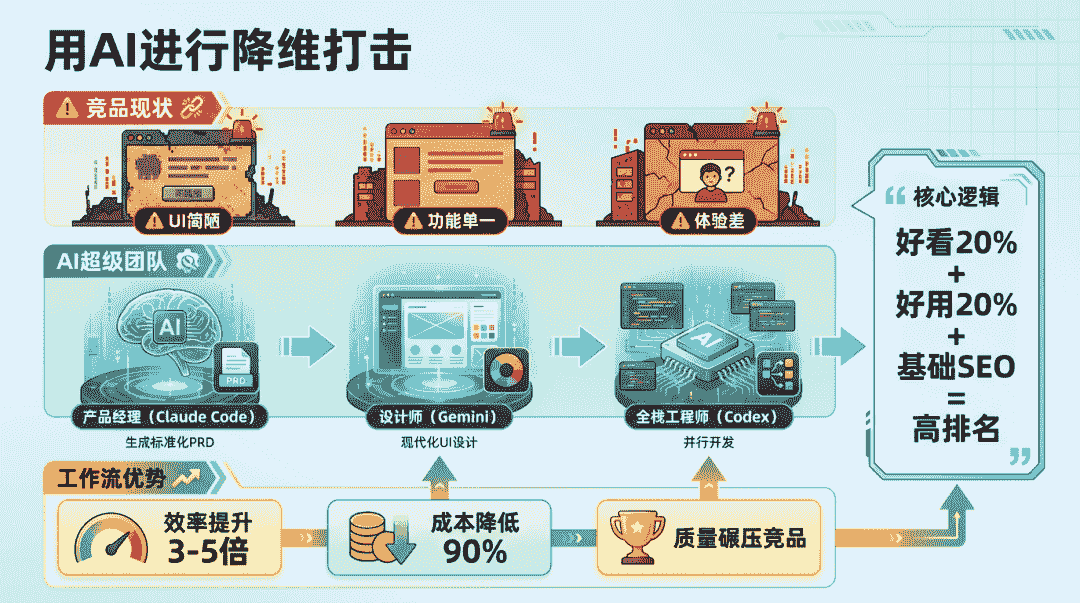 用AI进行降维打击
竞品现状
UI简陋
功能单一
?
体验差
AI超级团队
AI
PRD
AI
产品经理（Claude Code）
设计师（Gemini）
全栈工程师（Codex）
生成标准化PRD
现代化UI设计
并行开发
工作流优势
效率提升
3-5倍
成本降低
90%
质量碾压竞品
“核心逻辑
好看20%
+
好用20%
+
基础SEO
=
高排名
”